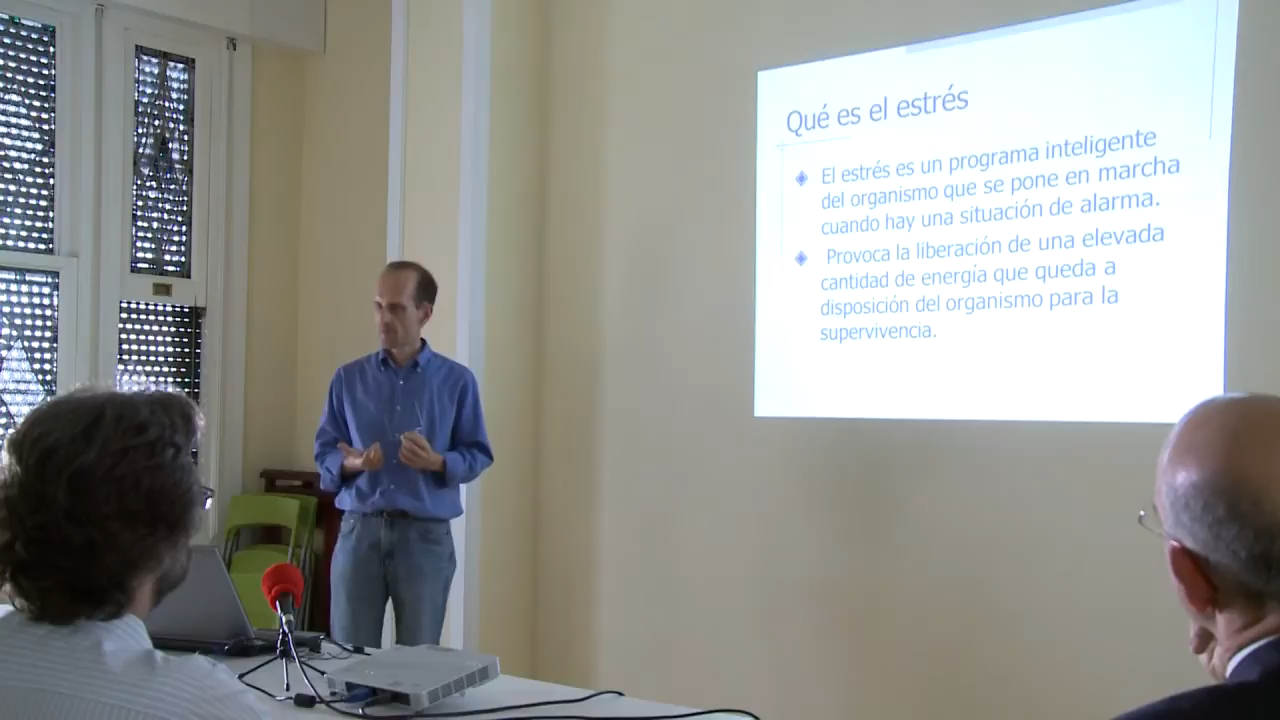 Qué es el estrés
El estrés es un programa inteligente
del organismo que se pone en marcha
cuando hay una situación de alarma.
Provoca la liberación de una elevada
cantidad de energía que queda a
disposición del organismo para la
supervivencia.